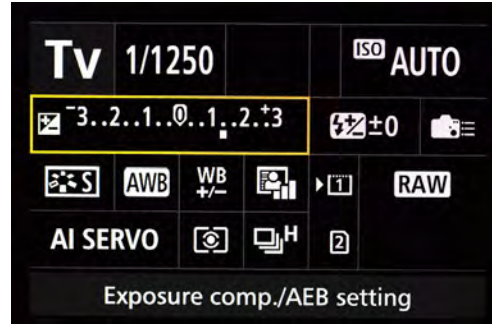 Tv 1/1250 ISO AUTO
-3..2..1..0..1..2..+3 ±0
S AWB WB +/- 1 RAW
AI SERVO H 2
Exposure comp./AEB setting